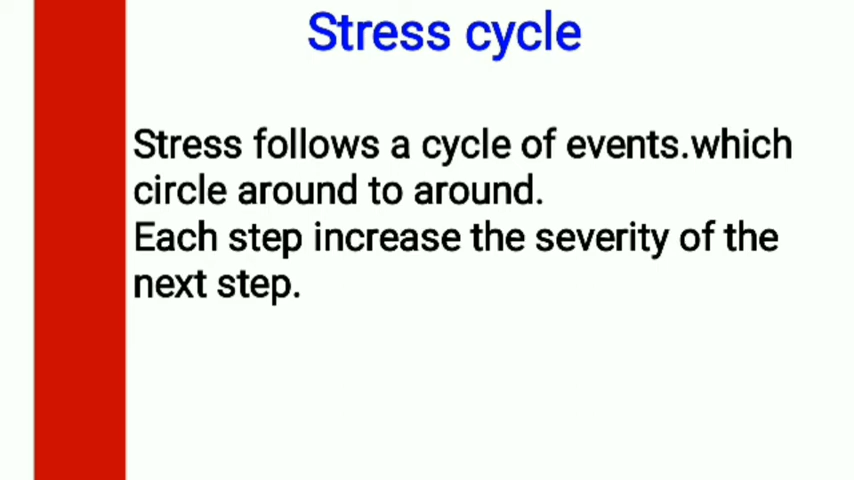 Stress cycle
Stress follows a cycle of events.which
circle around to around.
Each step increase the severity of the
next step.